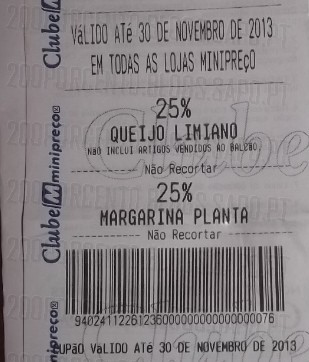 VáLIDO ATé 30 DE NOVEMBRO DE 2013
EM TODAS AS LOJAS MINIPREçO
25%
QUEIJO LIMIANO
NãO INCLUI ARTIGOS VENDIDOS AO BALCãO.
Não Recortar
25%
MARGARINA PLANTA
Não Recortar
CUPãO VáLIDO ATé 30 DE NOVEMBRO DE 2013
Clube M minipreço
Clube M minipreço
Clube